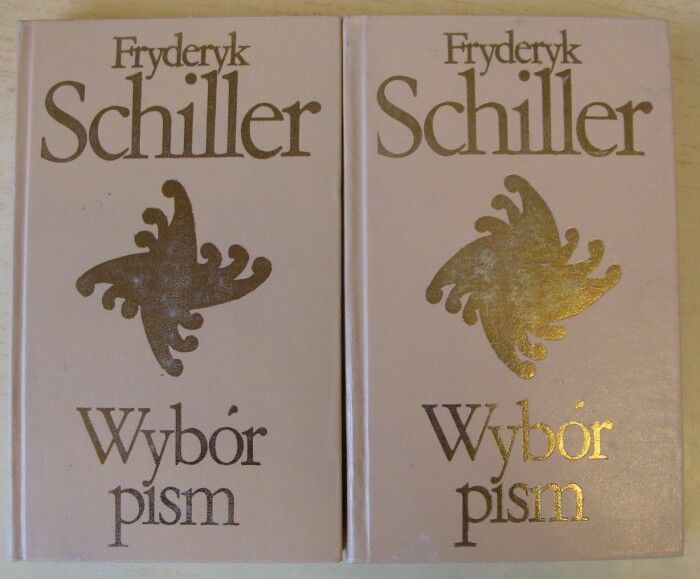 Fryderyk
Schiller
Wybór
pism
Fryderyk
Schiller
Wybór
pism